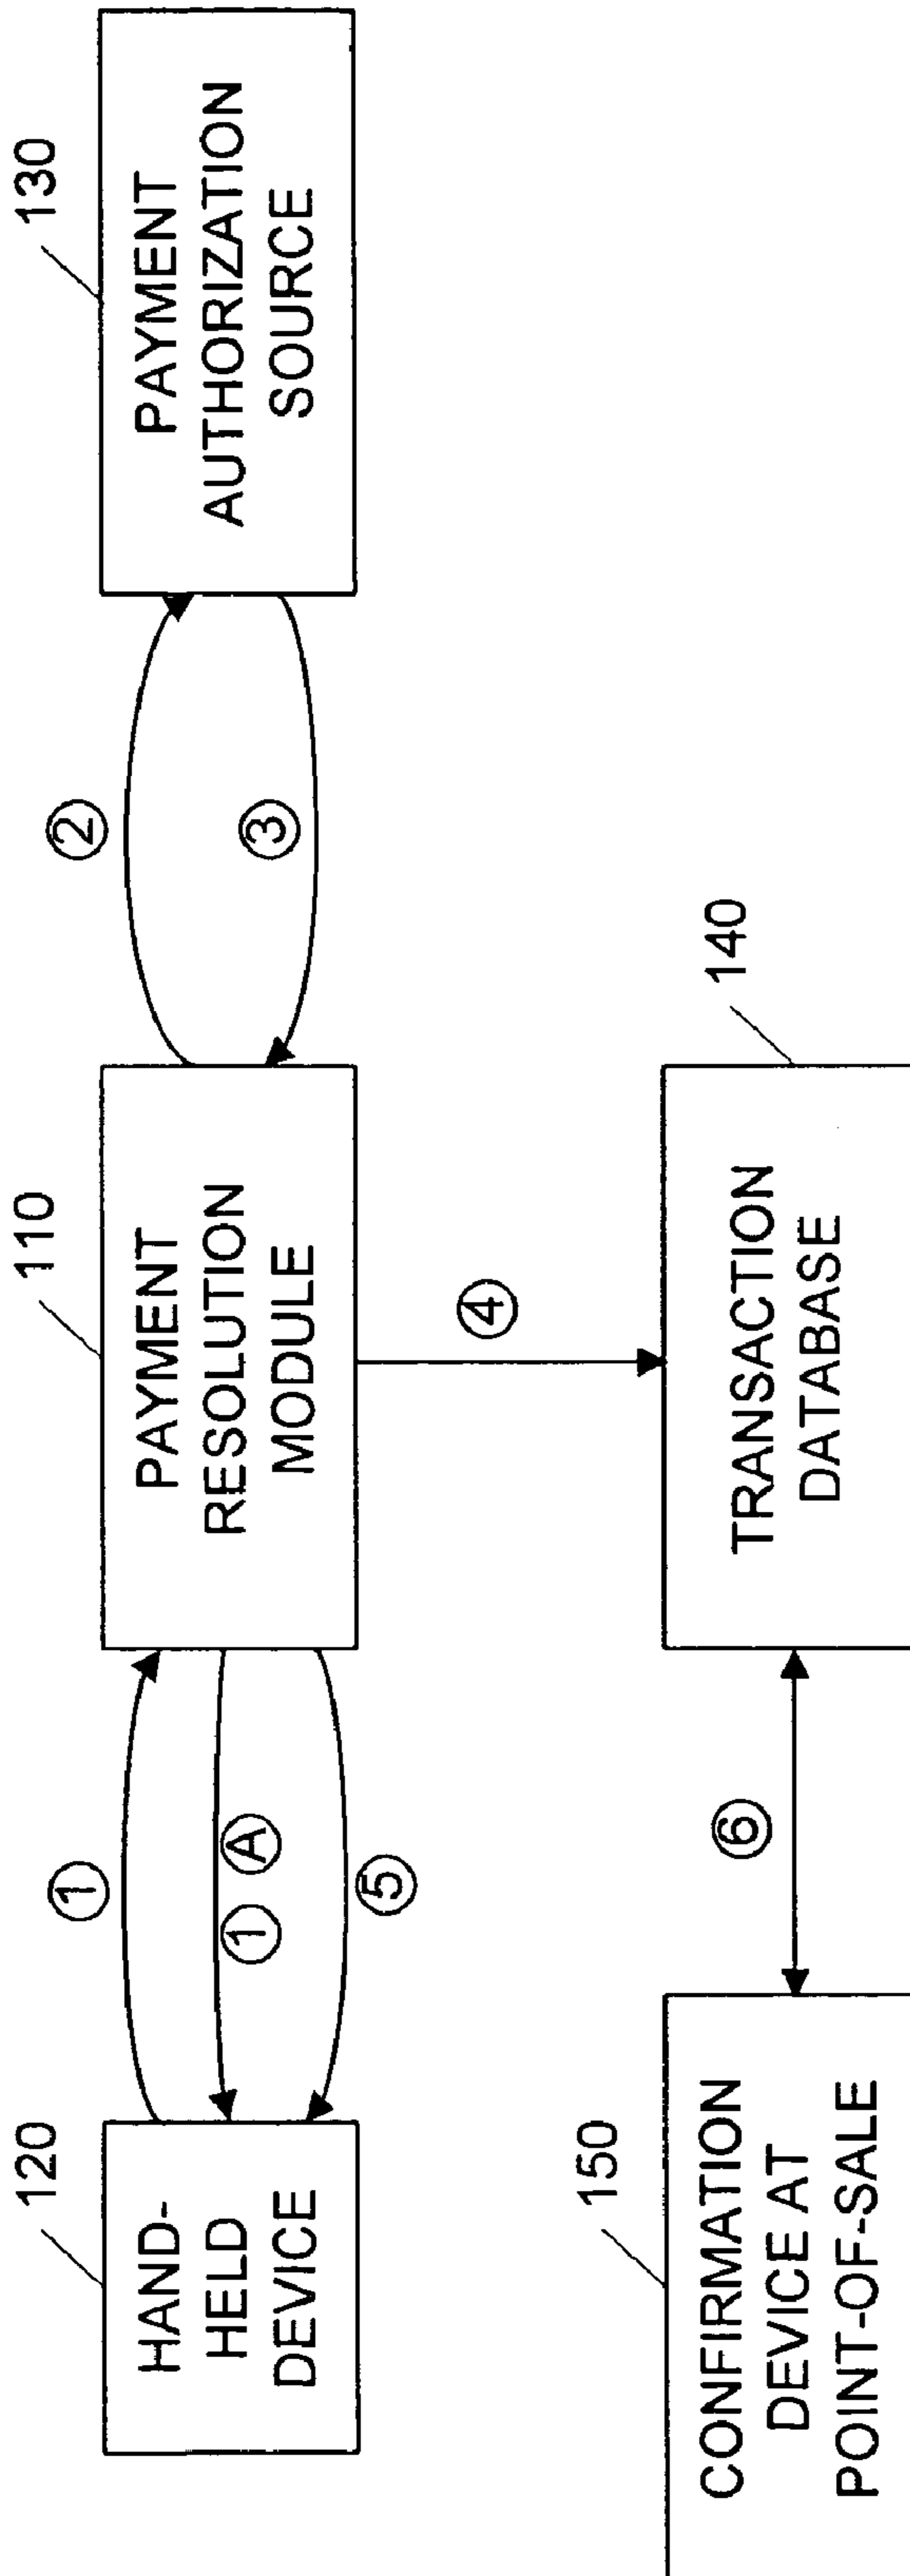 120
HAND-
HELD
DEVICE
①
① Ⓐ
⑤
110
PAYMENT
RESOLUTION
MODULE
②
③
130
PAYMENT
AUTHORIZATION
SOURCE
④
150
CONFIRMATION
DEVICE AT
POINT-OF-SALE
⑥
140
TRANSACTION
DATABASE